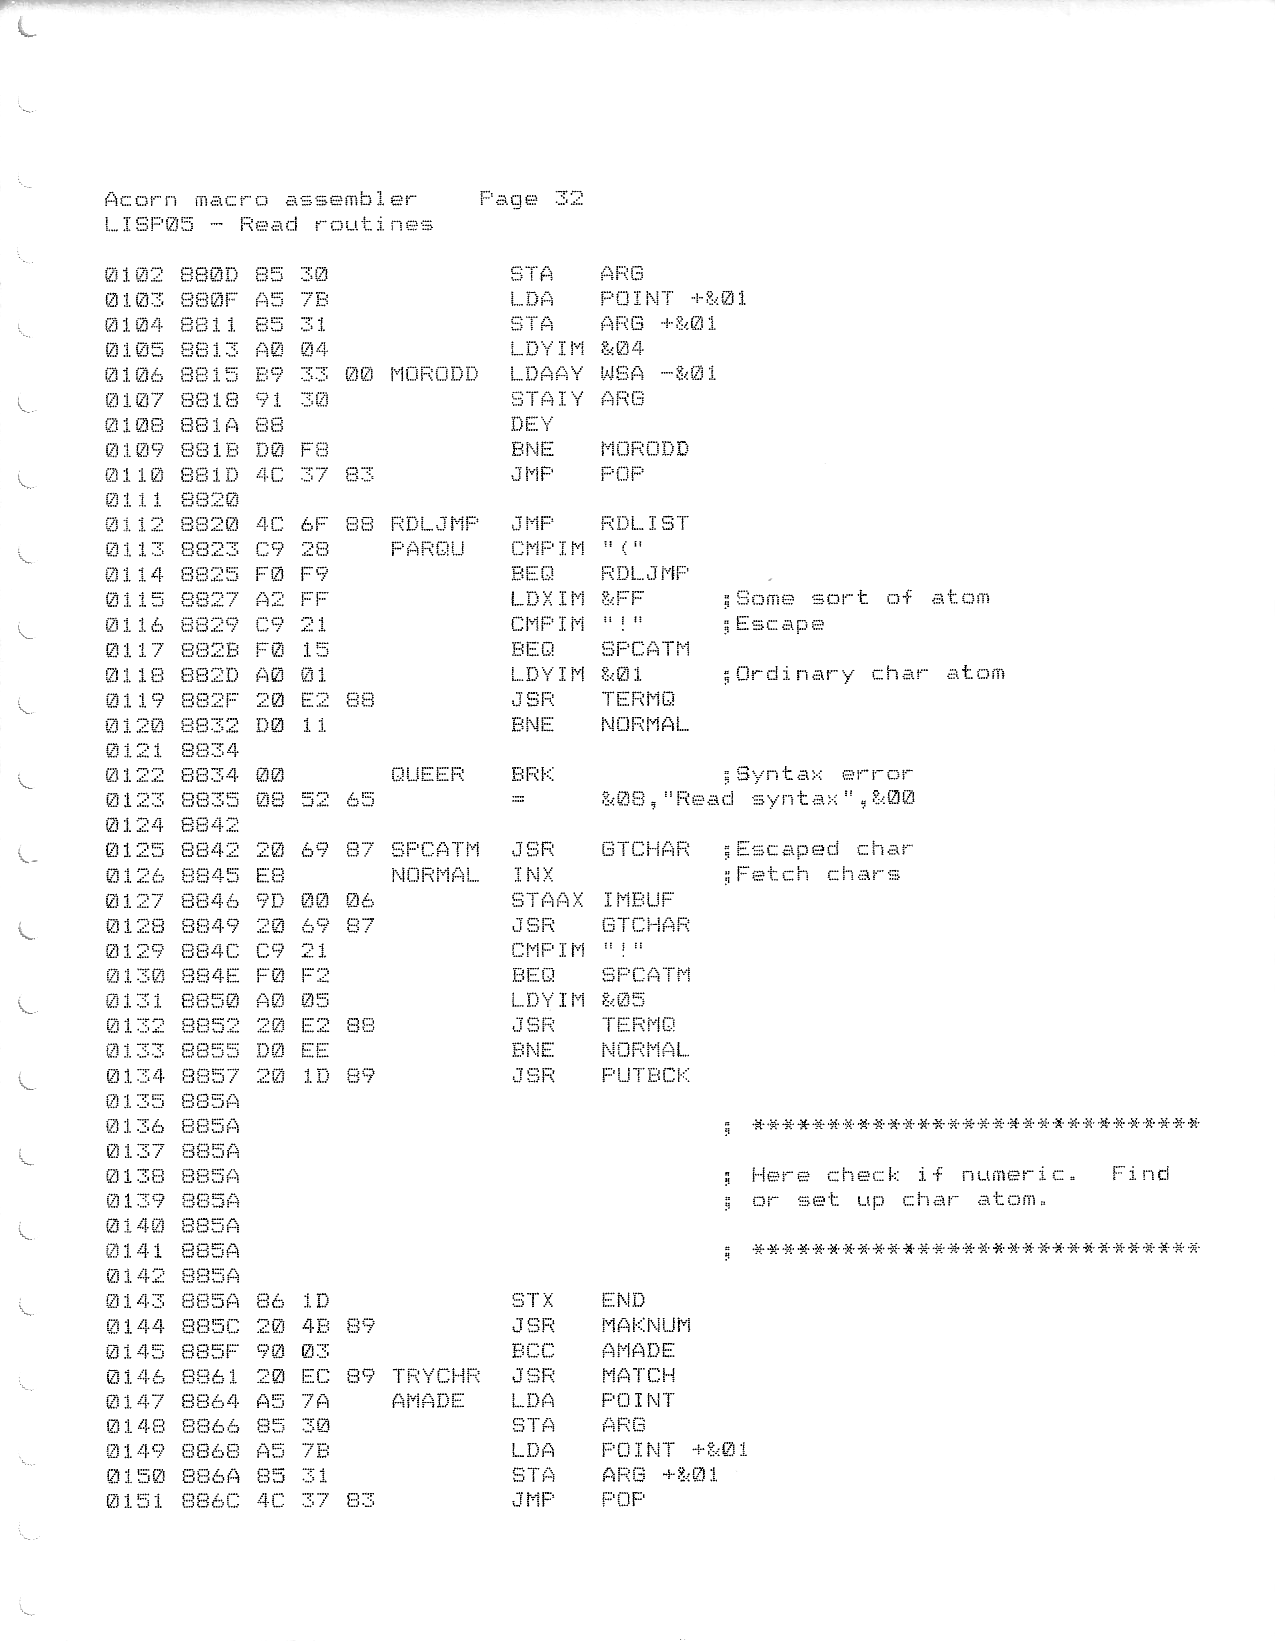 Acorn macro assembler    Page 32
LISP05 - Read routines
0102 880D 85 30            STA   ARG
0103 880F A5 7B            LDA   POINT +&01
0104 8811 85 31            STA   ARG +&01
0105 8813 A0 04            LDYIM &04
0106 8815 B9 33 00 MORODD  LDAAY WSA -&01
0107 8818 91 30            STAIY ARG
0108 881A 88               DEY
0109 881B D0 F8            BNE   MORODD
0110 881D 4C 37 83         JMP   POP
0111 8820
0112 8820 4C 6F 88 RDLJMP  JMP   RDLIST
0113 8823 C9 28    PARQU   CMPIM "("
0114 8825 F0 F9            BEQ   RDLJMP
0115 8827 A2 FF            LDXIM &FF     ;Some sort of atom
0116 8829 C9 21            CMPIM "!"     ;Escape
0117 882B F0 15            BEQ   SPCATM
0118 882D A0 01            LDYIM &01     ;Ordinary char atom
0119 882F 20 E2 88         JSR   TERMQ
0120 8832 D0 11            BNE   NORMAL
0121 8834
0122 8834 00       QUEER   BRK           ;Syntax error
0123 8835 08 52 65         =     &08,"Read syntax",&00
0124 8842
0125 8842 20 69 87 SPCATM  JSR   GTCHAR  ;Escaped char
0126 8845 E8       NORMAL  INX           ;Fetch chars
0127 8846 9D 00 06         STAAX IMBUF
0128 8849 20 69 87         JSR   GTCHAR
0129 884C C9 21            CMPIM "!"
0130 884E F0 F2            BEQ   SPCATM
0131 8850 A0 05            LDYIM &05
0132 8852 20 E2 88         JSR   TERMQ
0133 8855 D0 EE            BNE   NORMAL
0134 8857 20 1D 89         JSR   PUTBCK
0135 885A
0136 885A                                ; ******************************
0137 885A
0138 885A                                ; Here check if numeric.  Find
0139 885A                                ; or set up char atom.
0140 885A
0141 885A                                ; ******************************
0142 885A
0143 885A 86 1D            STX   END
0144 885C 20 4B 89         JSR   MAKNUM
0145 885F 90 03            BCC   AMADE
0146 8861 20 EC 89 TRYCHR  JSR   MATCH
0147 8864 A5 7A    AMADE   LDA   POINT
0148 8866 85 30            STA   ARG
0149 8868 A5 7B            LDA   POINT +&01
0150 886A 85 31            STA   ARG +&01
0151 886C 4C 37 83         JMP   POP